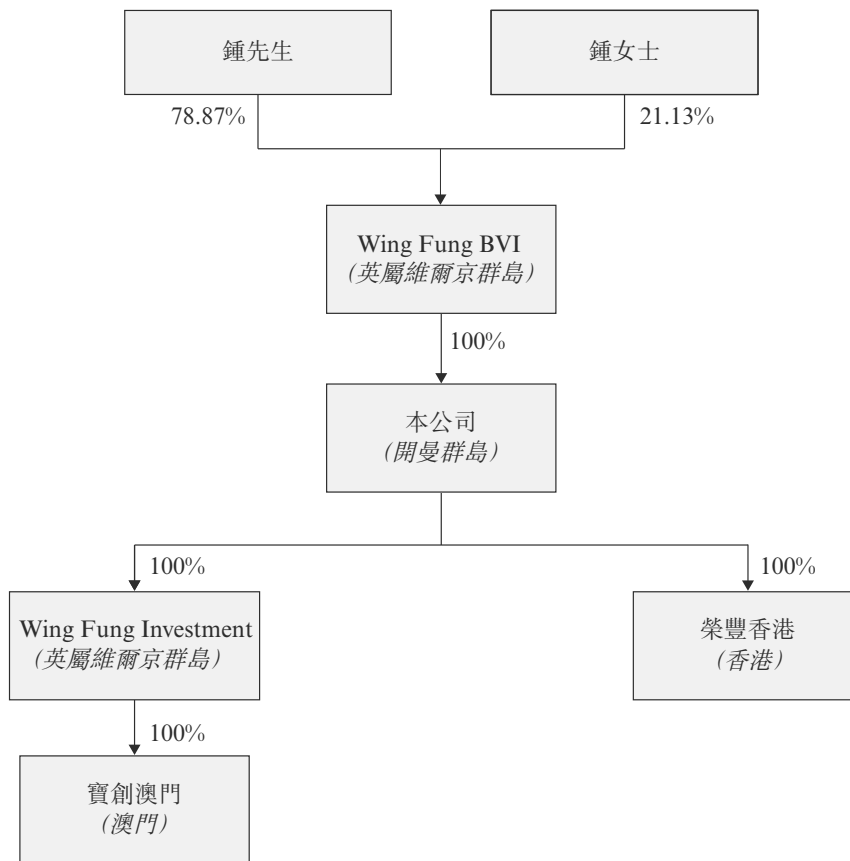 鍾先生
鍾女士
78.87%
21.13%
Wing Fung BVI
(英屬維爾京群島)
100%
本公司
(開曼群島)
100%
100%
Wing Fung Investment
(英屬維爾京群島)
榮豐香港
(香港)
100%
寶創澳門
(澳門)